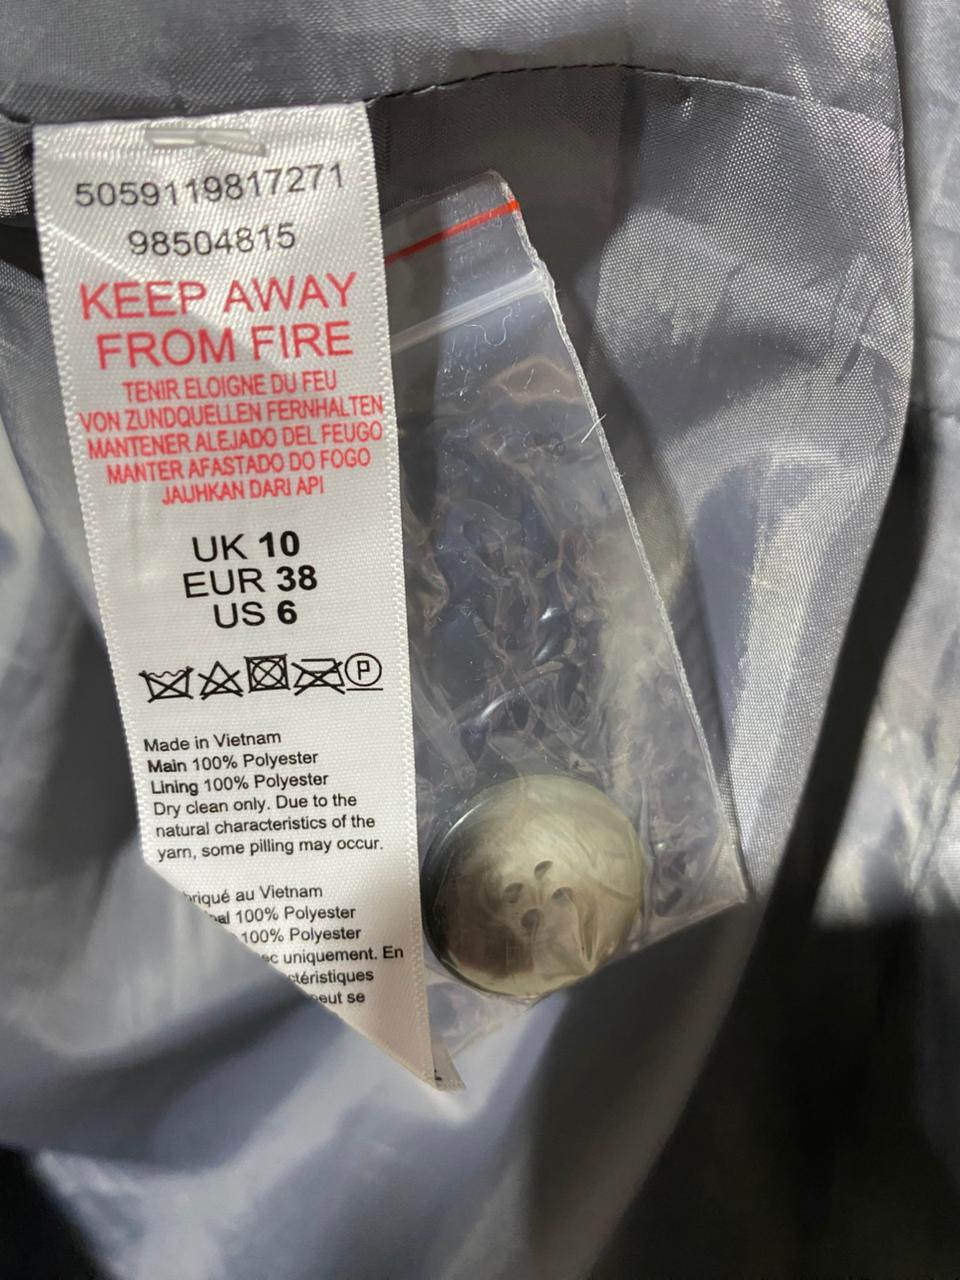 5059119817271
98504815
KEEP AWAY
FROM FIRE
TENIR ELOIGNE DU FEU
VON ZUNDQUELLEN FERNHALTEN
MANTENER ALEJADO DEL FEUGO
MANTER AFASTADO DO FOGO
JAUHKAN DARI API
UK 10
EUR 38
US 6
P
Made in Vietnam
Main 100% Polyester
Lining 100% Polyester
Dry clean only. Due to the
natural characteristics of the
yarn, some pilling may occur.
au Vietnam
100% Polyester
100% Polyester
uniquement. En
se